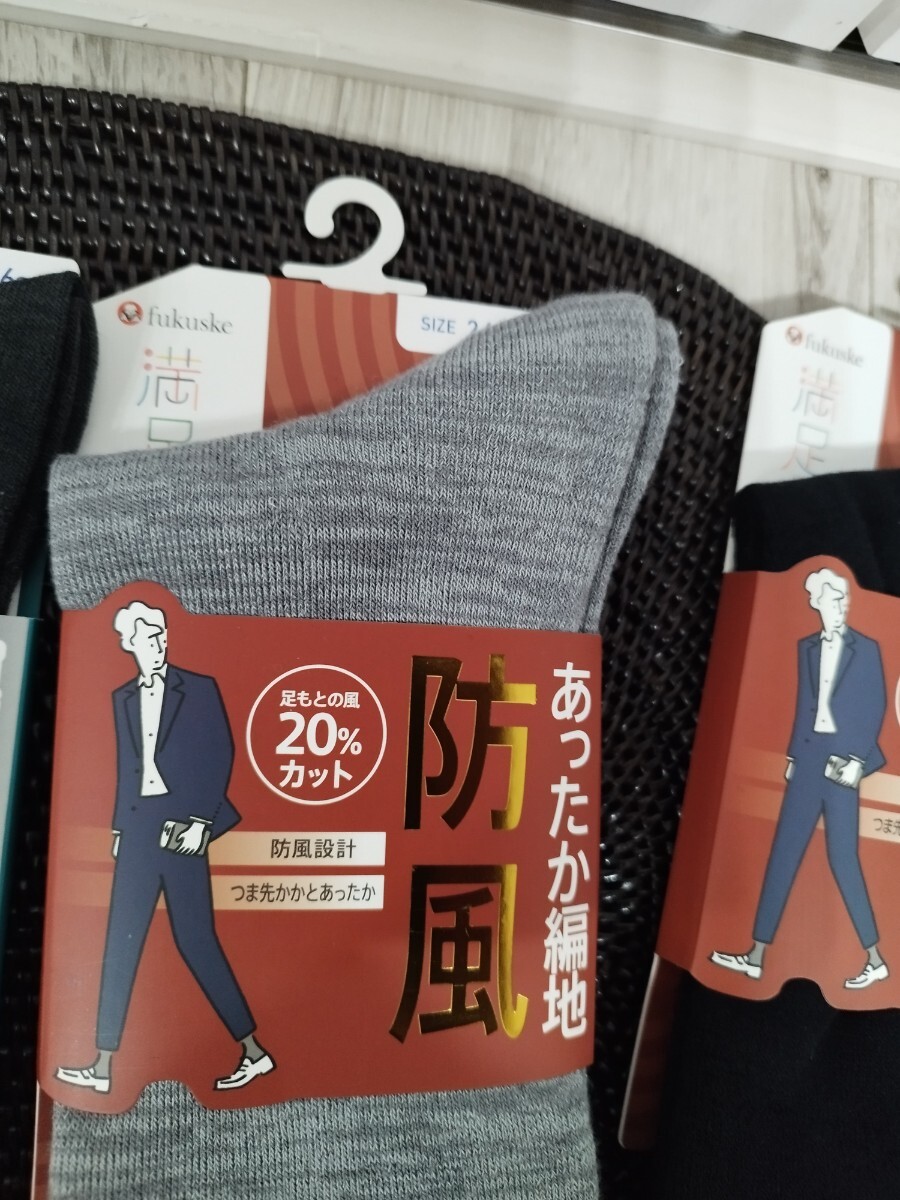 fukuske
満足
SIZE 2
足もとの風
20%
カット
防風
あったか編地
防風設計
つま先かかとあったか
fukuske
満足
つま先